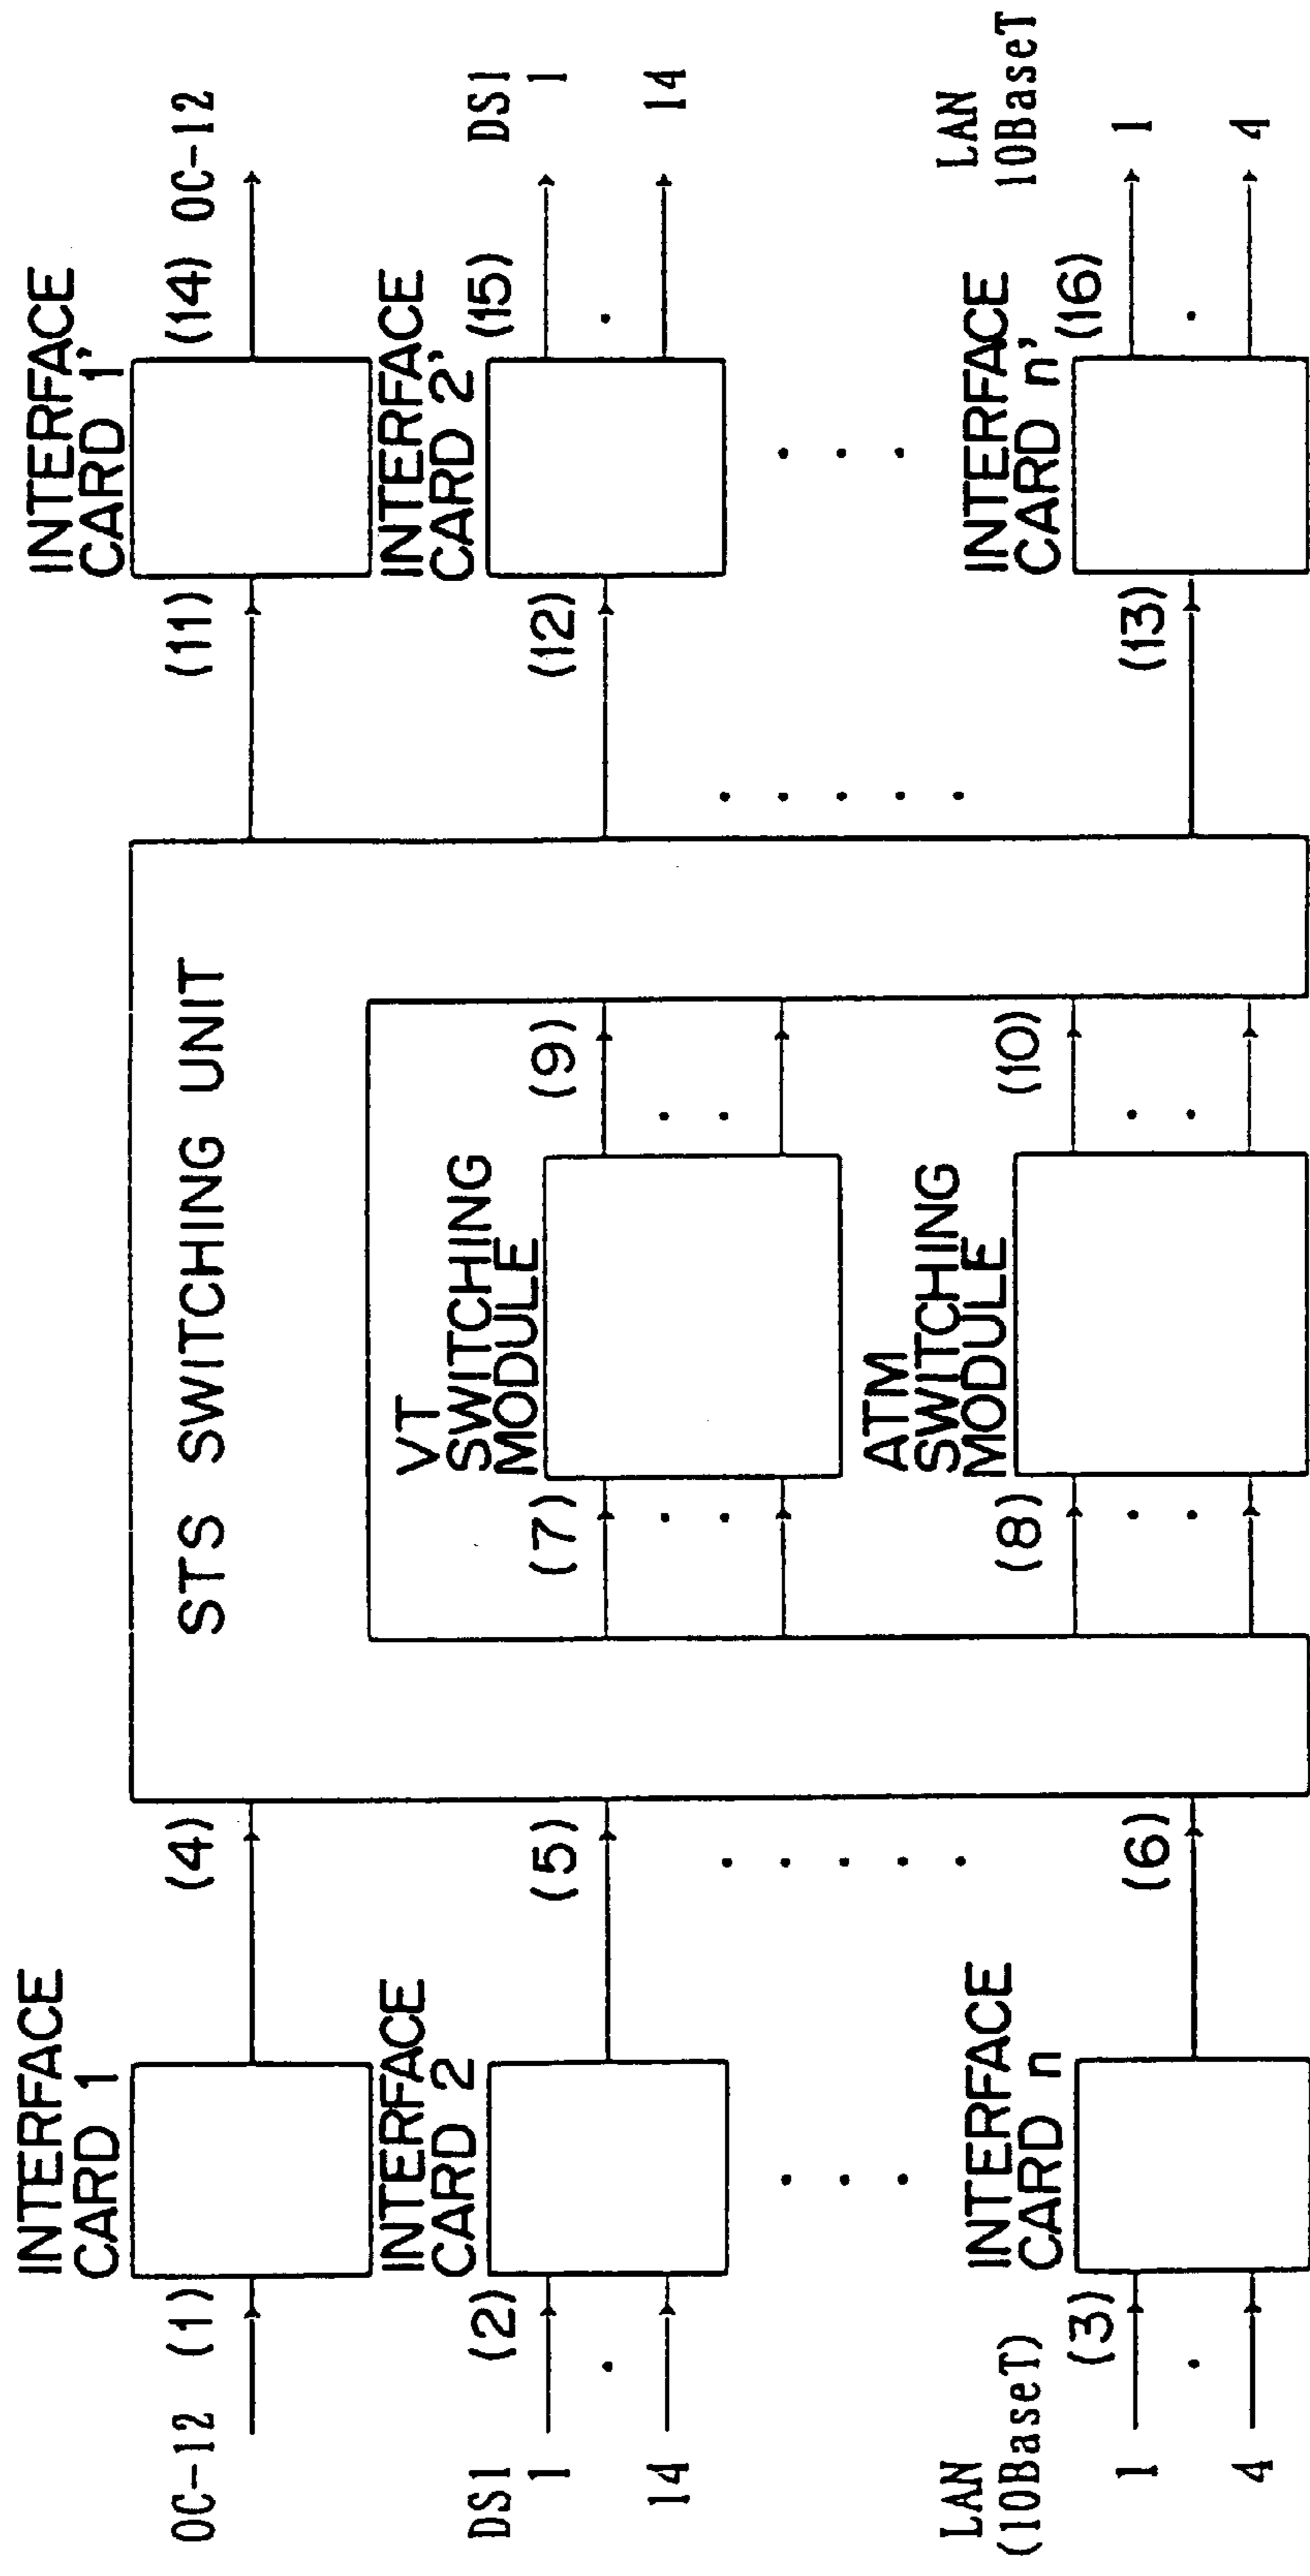 INTERFACE
CARD 1
OC-12 (1)
(4)
INTERFACE
CARD 2
DS1
1
14
(2)
(5)
INTERFACE
CARD n
LAN
(10BaseT)
1
4
(3)
(6)
STS SWITCHING UNIT
VT
SWITCHING
MODULE
(7)
(9)
ATM
SWITCHING
MODULE
(8)
(10)
INTERFACE
CARD 1'
(11)
(14) OC-12
INTERFACE
CARD 2'
(12)
(15)
DS1
1
14
INTERFACE
CARD n'
(13)
(16)
LAN
10BaseT
1
4